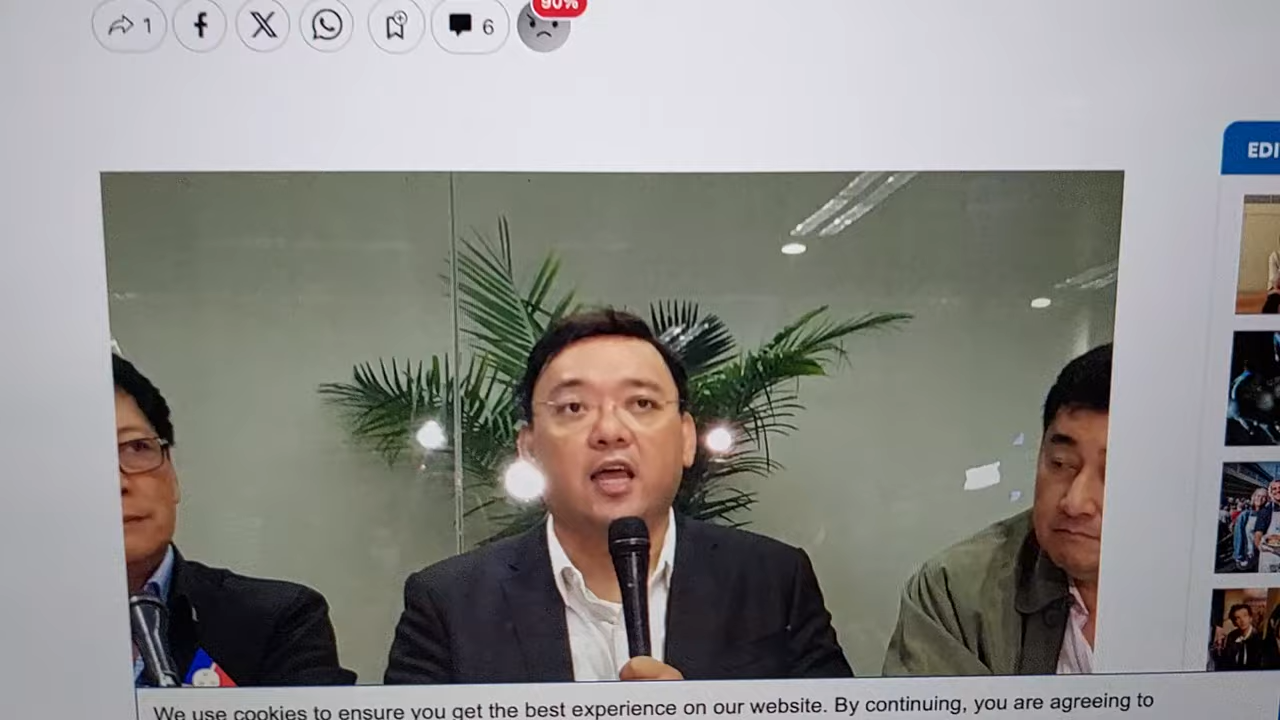 1
6
90%
EDI
We use cookies to ensure you get the best experience on our website. By continuing, you are agreeing to